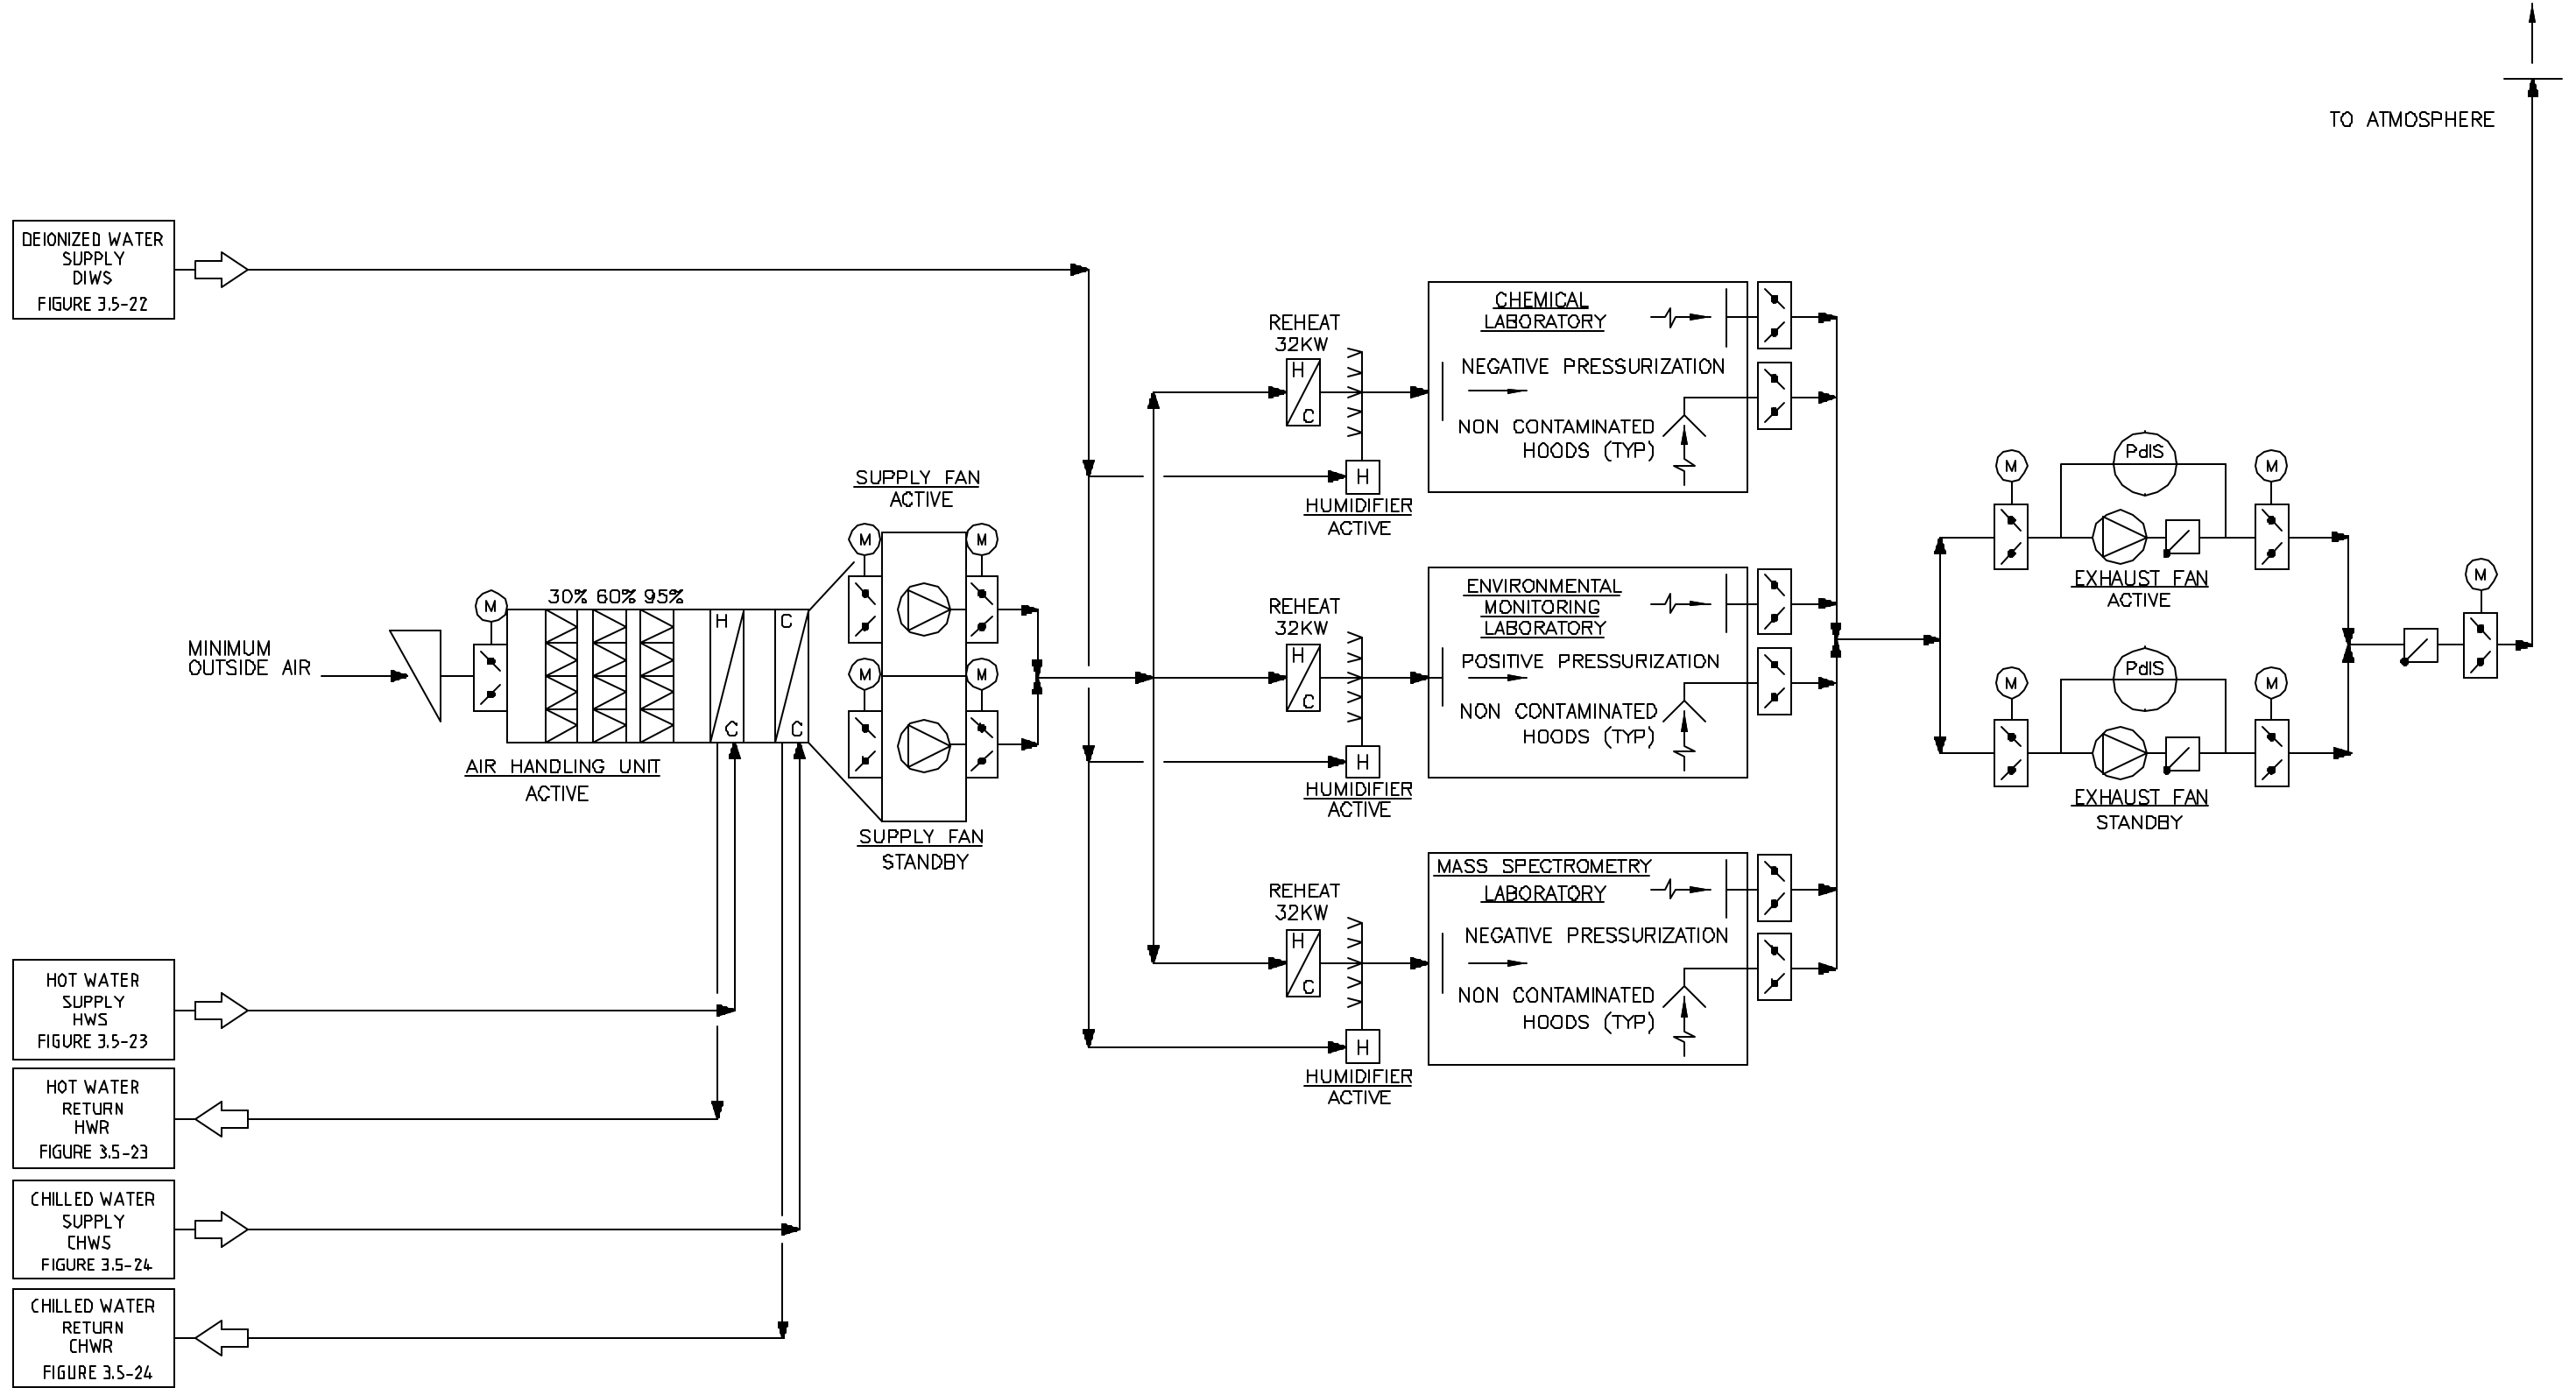 TO ATMOSPHERE
DEIONIZED WATER
SUPPLY
DIWS
FIGURE 3.5-22
MINIMUM
OUTSIDE AIR
M
30% 60% 95%
H
C
C
C
AIR HANDLING UNIT
ACTIVE
SUPPLY FAN
ACTIVE
M
M
M
M
SUPPLY FAN
STANDBY
REHEAT
32KW
H
C
H
HUMIDIFIER
ACTIVE
CHEMICAL
LABORATORY
NEGATIVE PRESSURIZATION
NON CONTAMINATED
HOODS (TYP)
REHEAT
32KW
H
C
H
HUMIDIFIER
ACTIVE
ENVIRONMENTAL
MONITORING
LABORATORY
POSITIVE PRESSURIZATION
NON CONTAMINATED
HOODS (TYP)
REHEAT
32KW
H
C
H
HUMIDIFIER
ACTIVE
MASS SPECTROMETRY
LABORATORY
NEGATIVE PRESSURIZATION
NON CONTAMINATED
HOODS (TYP)
M
PdIS
M
EXHAUST FAN
ACTIVE
M
PdIS
M
EXHAUST FAN
STANDBY
M
HOT WATER
SUPPLY
HWS
FIGURE 3.5-23
HOT WATER
RETURN
HWR
FIGURE 3.5-23
CHILLED WATER
SUPPLY
CHWS
FIGURE 3.5-24
CHILLED WATER
RETURN
CHWR
FIGURE 3.5-24